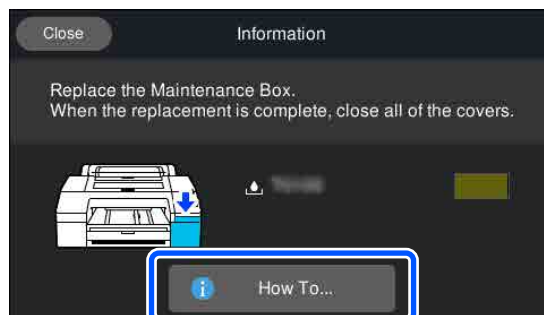 Close
Information
Replace the Maintenance Box.
When the replacement is complete, close all of the covers.
How To...